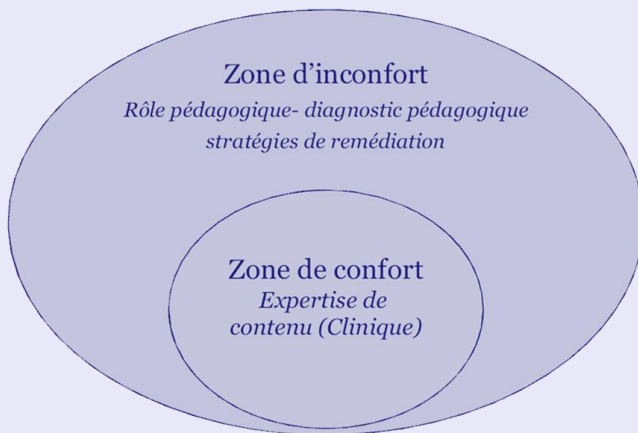 Zone d'inconfort
Rôle pédagogique- diagnostic pédagogique
stratégies de remédiation
Zone de confort
Expertise de
contenu (Clinique)